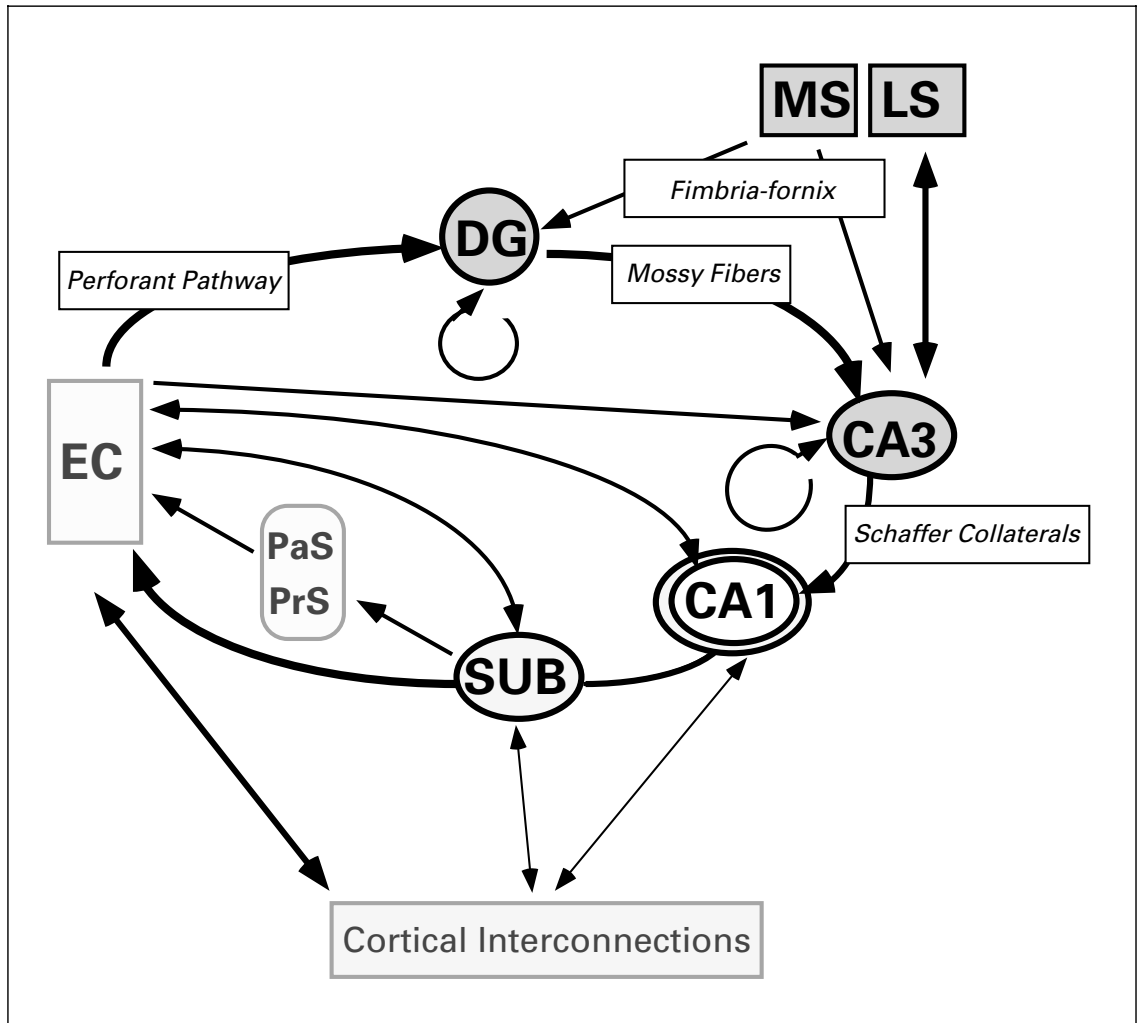 MS LS
Fimbria-fornix
DG
Perforant Pathway
Mossy Fibers
EC
CA3
PaS
PrS
Schaffer Collaterals
CA1
SUB
Cortical Interconnections